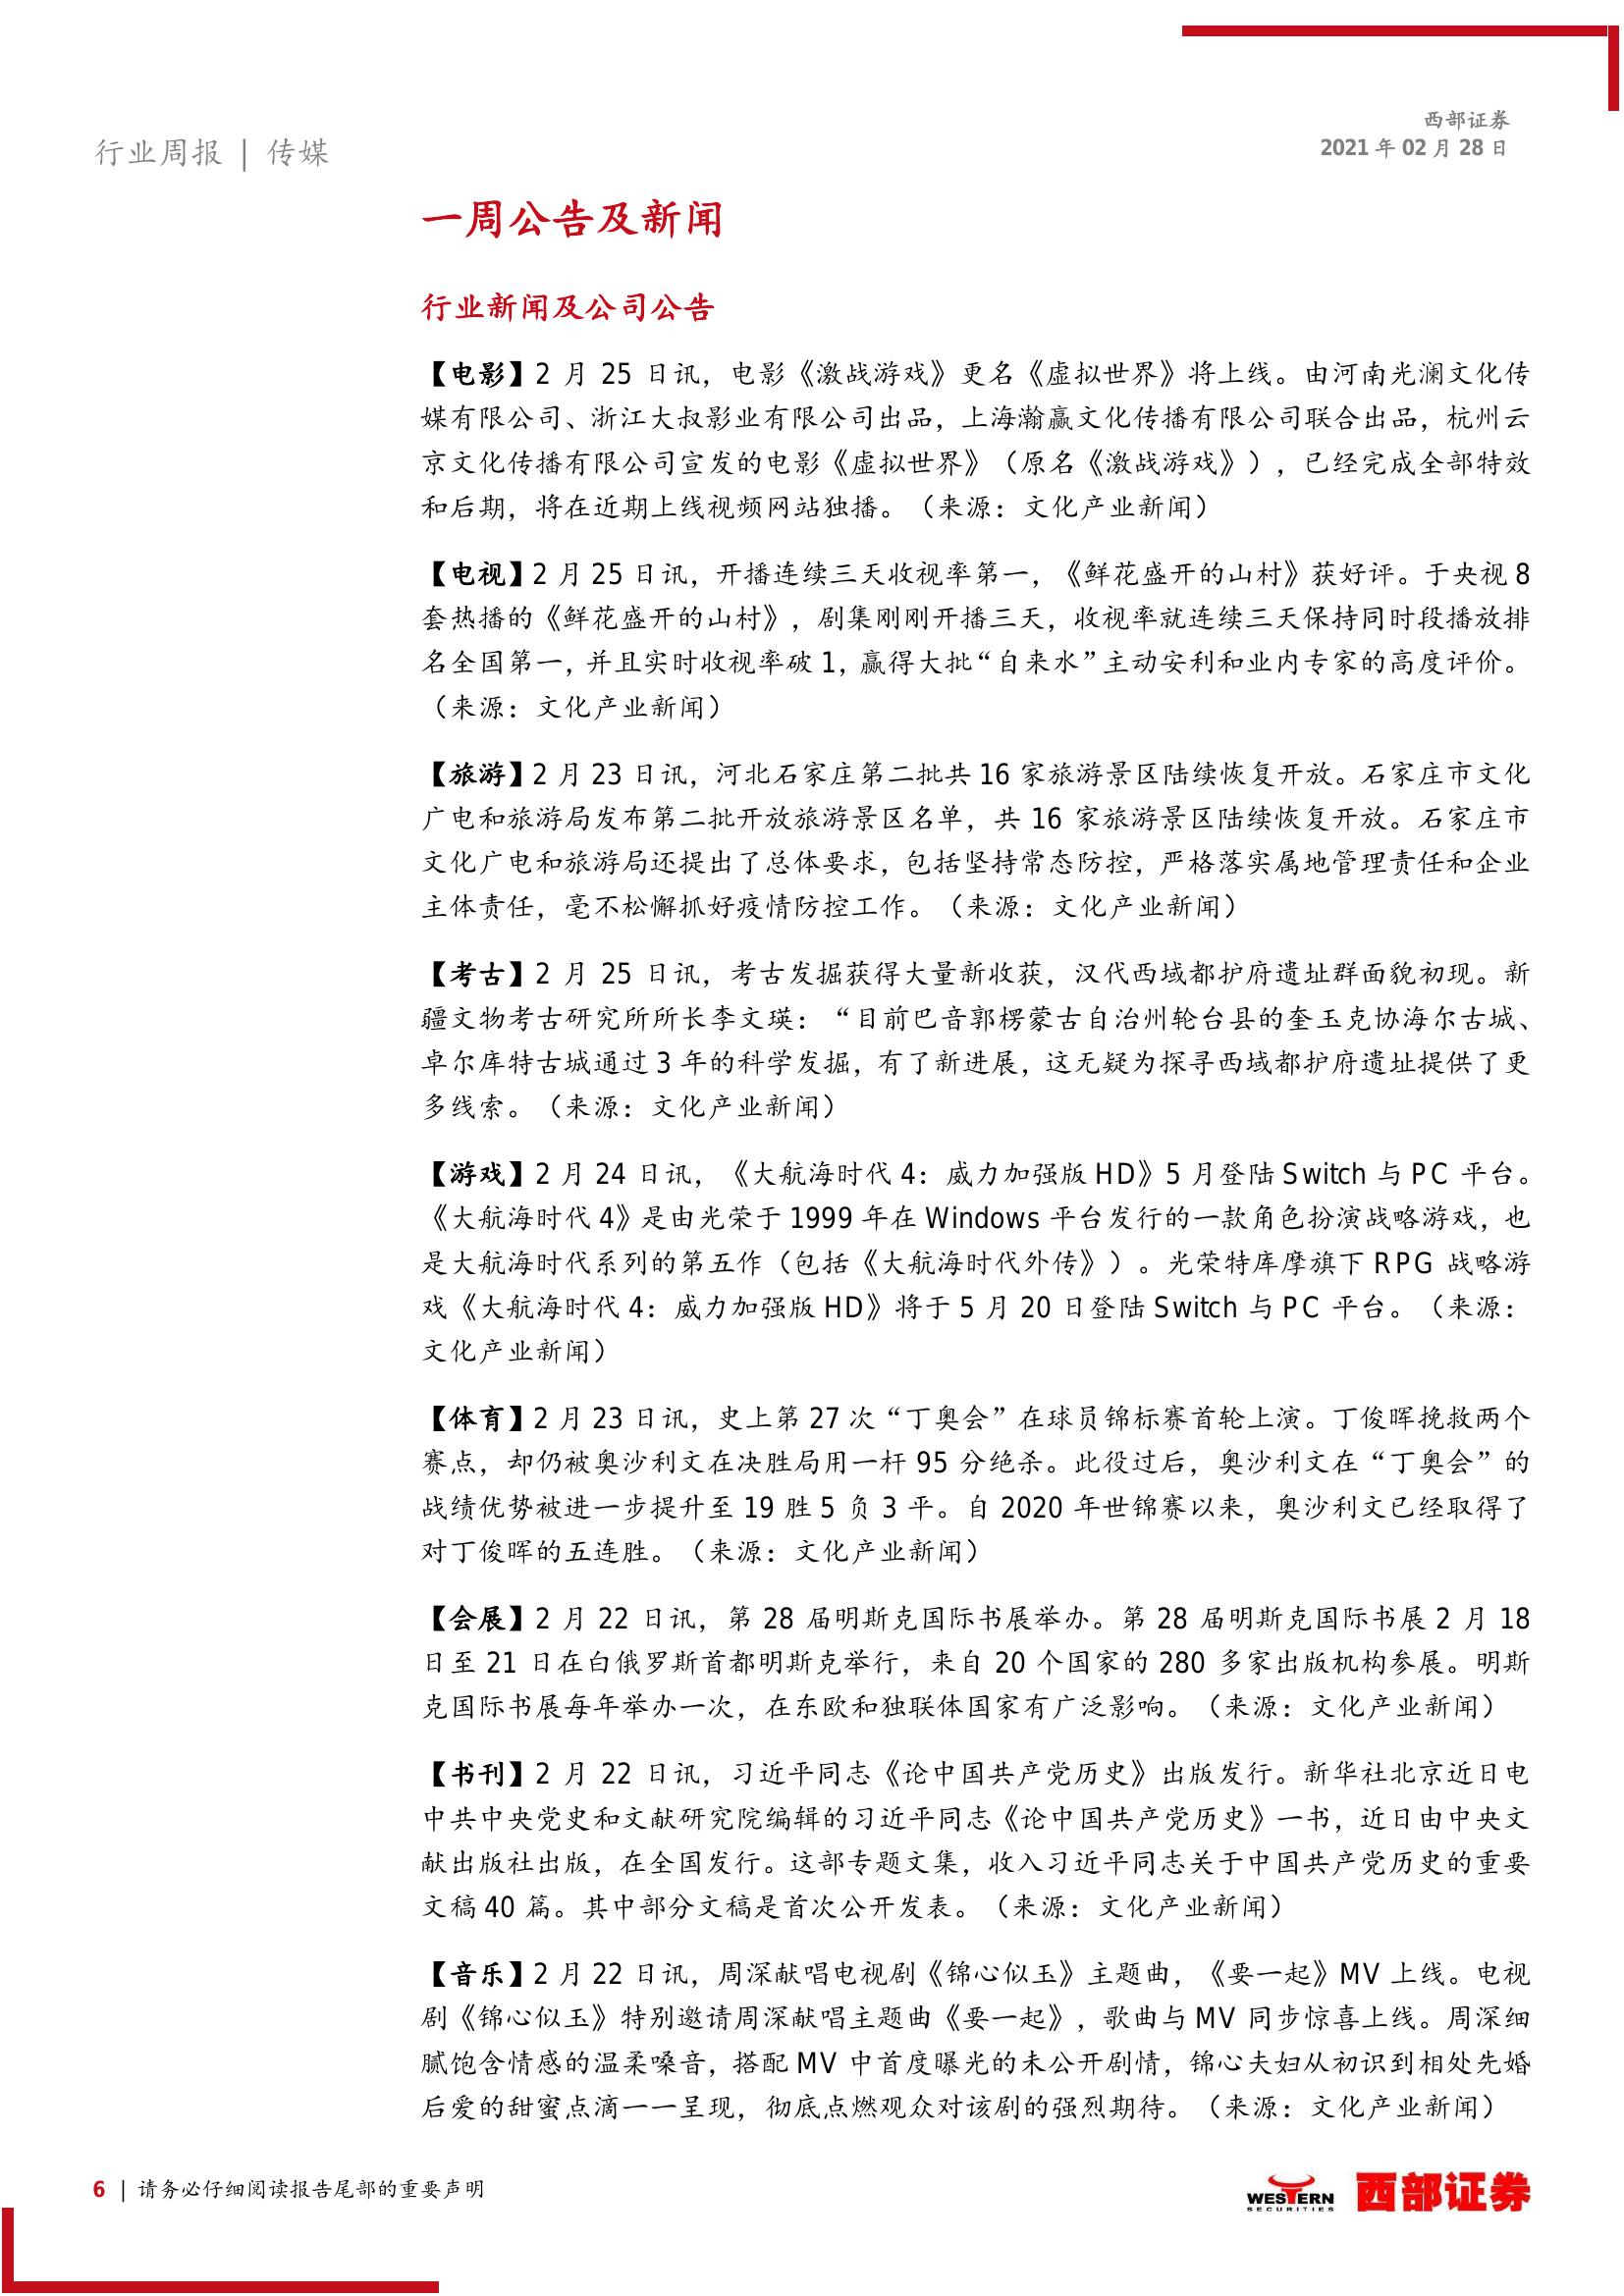 行业周报 | 传媒
西部证券
2021 年 02 月 28 日
一周公告及新闻
行业新闻及公司公告
【电影】2 月 25 日讯，电影《激战游戏》更名《虚拟世界》将上线。由河南光澜文化传
媒有限公司、浙江大叔影业有限公司出品，上海瀚赢文化传播有限公司联合出品，杭州云
京文化传播有限公司宣发的电影《虚拟世界》（原名《激战游戏》），已经完成全部特效
和后期，将在近期上线视频网站独播。（来源：文化产业新闻）
【电视】2 月 25 日讯，开播连续三天收视率第一，《鲜花盛开的山村》获好评。于央视 8
套热播的《鲜花盛开的山村》，剧集刚刚开播三天，收视率就连续三天保持同时段播放排
名全国第一，并且实时收视率破 1，赢得大批“自来水”主动安利和业内专家的高度评价。
（来源：文化产业新闻）
【旅游】2 月 23 日讯，河北石家庄第二批共 16 家旅游景区陆续恢复开放。石家庄市文化
广电和旅游局发布第二批开放旅游景区名单，共 16 家旅游景区陆续恢复开放。石家庄市
文化广电和旅游局还提出了总体要求，包括坚持常态防控，严格落实属地管理责任和企业
主体责任，毫不松懈抓好疫情防控工作。（来源：文化产业新闻）
【考古】2 月 25 日讯，考古发掘获得大量新收获，汉代西域都护府遗址群面貌初现。新
疆文物考古研究所所长李文瑛：“目前巴音郭楞蒙古自治州轮台县的奎玉克协海尔古城、
卓尔库特古城通过 3 年的科学发掘，有了新进展，这无疑为探寻西域都护府遗址提供了更
多线索。（来源：文化产业新闻）
【游戏】2 月 24 日讯，《大航海时代 4：威力加强版 HD》5 月登陆 Switch 与 PC 平台。
《大航海时代 4》是由光荣于 1999 年在 Windows 平台发行的一款角色扮演战略游戏，也
是大航海时代系列的第五作（包括《大航海时代外传》）。光荣特库摩旗下 RPG 战略游
戏《大航海时代 4：威力加强版 HD》将于 5 月 20 日登陆 Switch 与 PC 平台。（来源：
文化产业新闻）
【体育】2 月 23 日讯，史上第 27 次“丁奥会”在球员锦标赛首轮上演。丁俊晖挽救两个
赛点，却仍被奥沙利文在决胜局用一杆 95 分绝杀。此役过后，奥沙利文在“丁奥会”的
战绩优势被进一步提升至 19 胜 5 负 3 平。自 2020 年世锦赛以来，奥沙利文已经取得了
对丁俊晖的五连胜。（来源：文化产业新闻）
【会展】2 月 22 日讯，第 28 届明斯克国际书展举办。第 28 届明斯克国际书展 2 月 18
日至 21 日在白俄罗斯首都明斯克举行，来自 20 个国家的 280 多家出版机构参展。明斯
克国际书展每年举办一次，在东欧和独联体国家有广泛影响。（来源：文化产业新闻）
【书刊】2 月 22 日讯，习近平同志《论中国共产党历史》出版发行。新华社北京近日电
中共中央党史和文献研究院编辑的习近平同志《论中国共产党历史》一书，近日由中央文
献出版社出版，在全国发行。这部专题文集，收入习近平同志关于中国共产党历史的重要
文稿 40 篇。其中部分文稿是首次公开发表。（来源：文化产业新闻）
【音乐】2 月 22 日讯，周深献唱电视剧《锦心似玉》主题曲，《要一起》MV 上线。电视
剧《锦心似玉》特别邀请周深献唱主题曲《要一起》，歌曲与 MV 同步惊喜上线。周深细
腻饱含情感的温柔嗓音，搭配 MV 中首度曝光的未公开剧情，锦心夫妇从初识到相处先婚
后爱的甜蜜点滴一一呈现，彻底点燃观众对该剧的强烈期待。（来源：文化产业新闻）
6 | 请务必仔细阅读报告尾部的重要声明
WESTERN
SECURITIES
西部证券